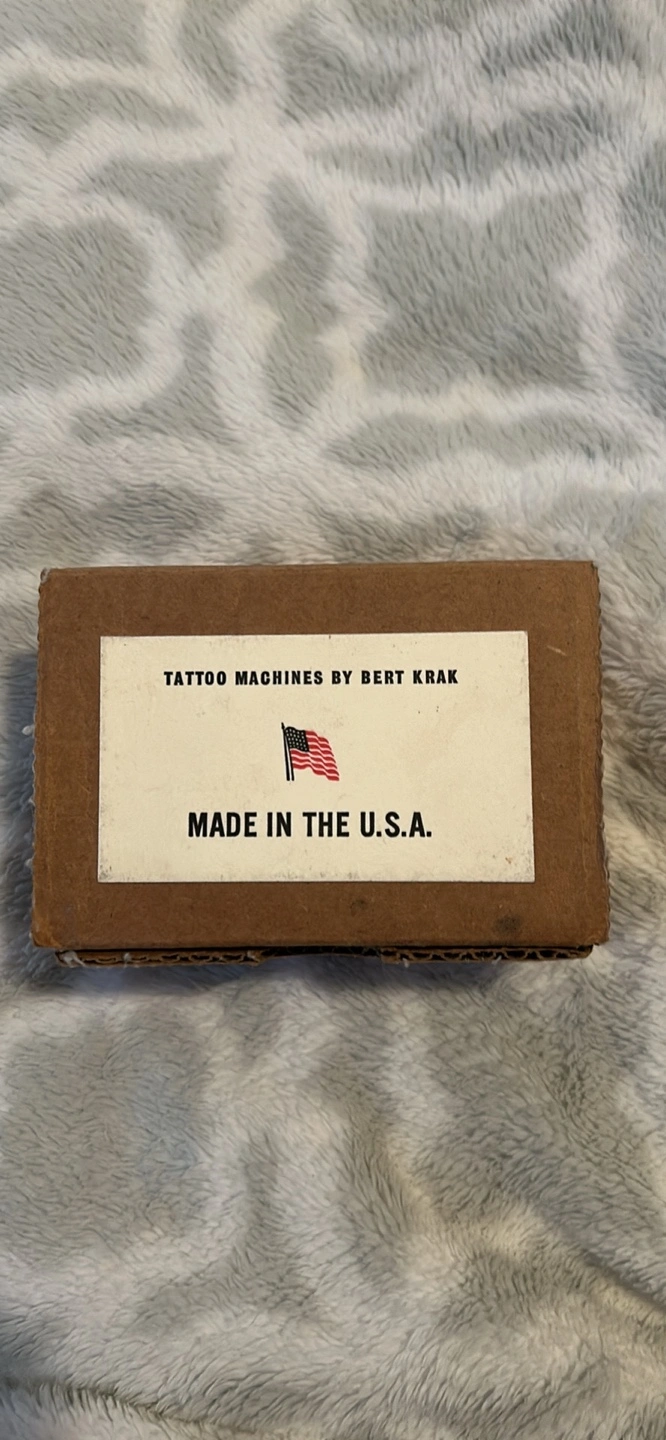 TATTOO MACHINES BY BERT KRAK
MADE IN THE U.S.A.